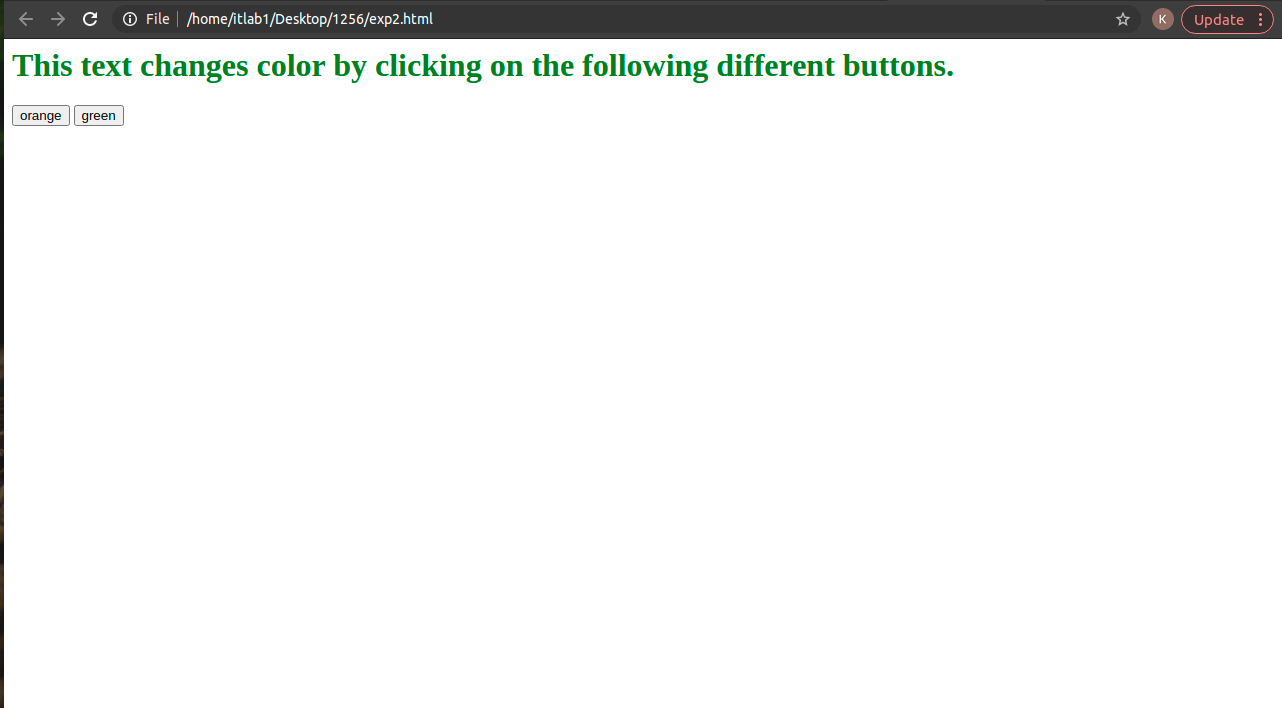 File /home/itlab1/Desktop/1256/exp2.html K Update
This text changes color by clicking on the following different buttons.
orange green